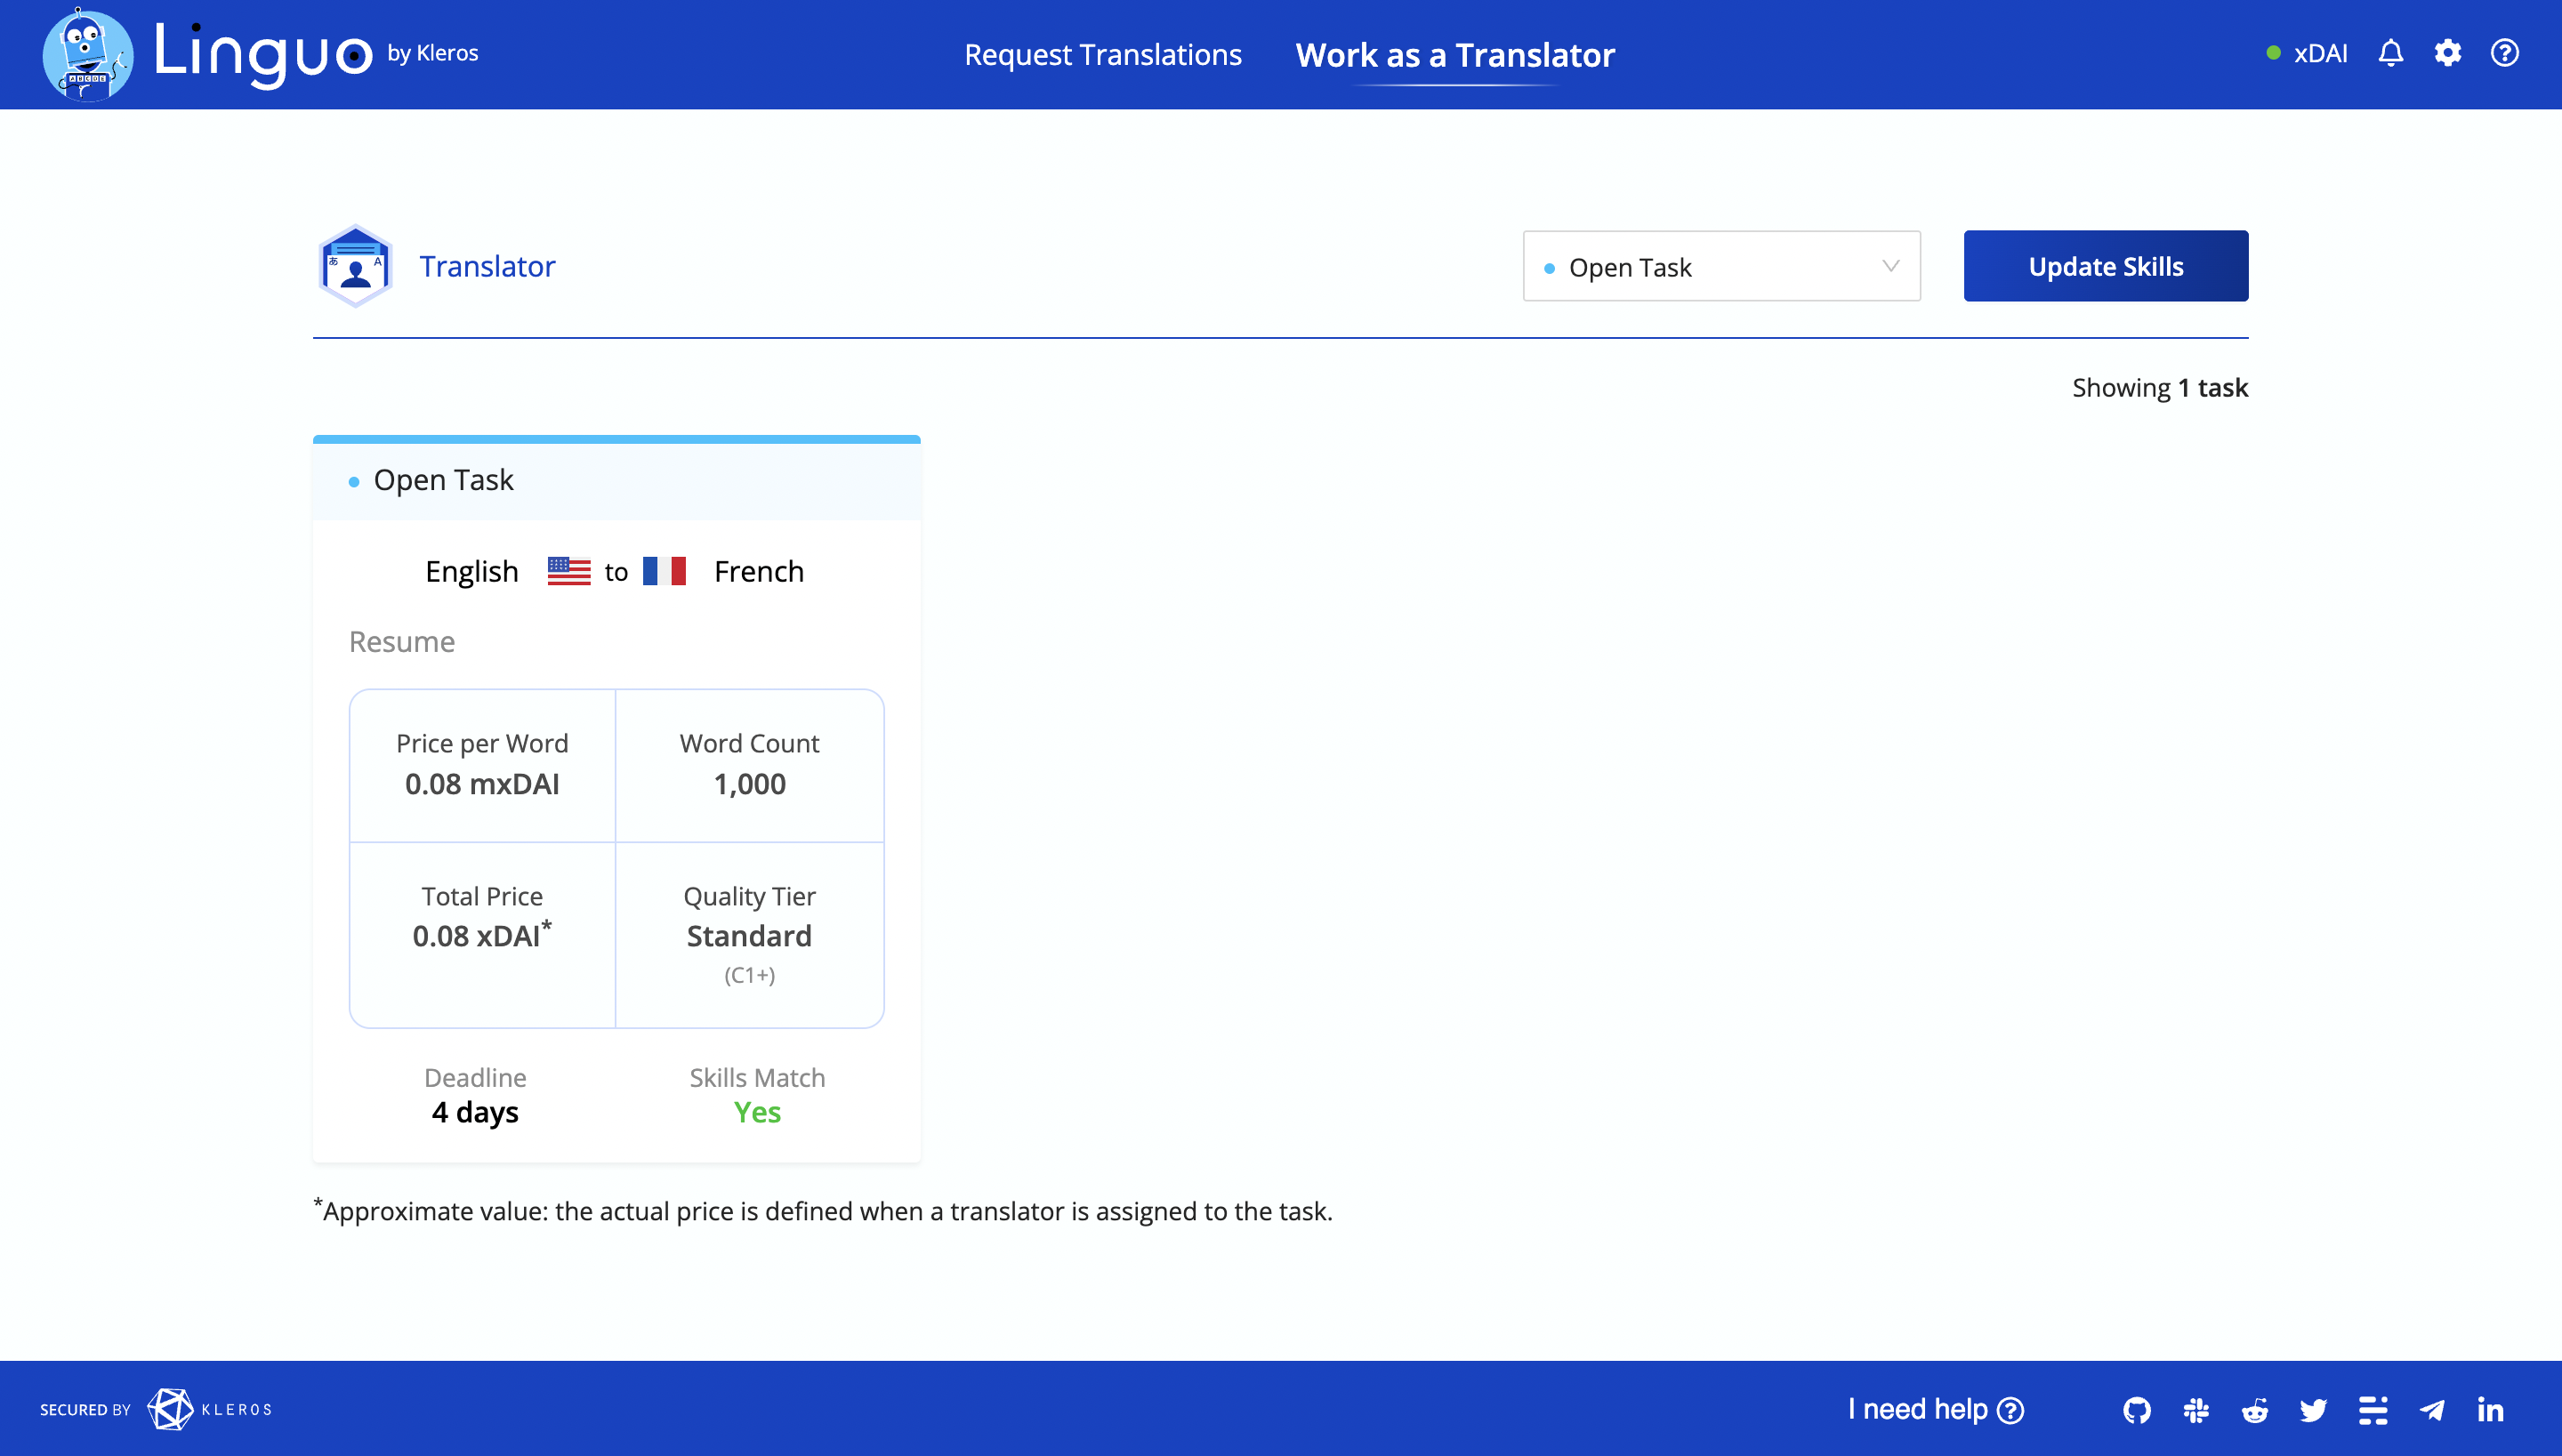 Linguo by Kleros
Request Translations
Work as a Translator
xDAI
あ A
A B C D E
Translator
Open Task
Update Skills
Showing 1 task
Open Task
English to French
Resume
Price per Word
0.08 mxDAI
Word Count
1,000
Total Price
0.08 xDAI*
Quality Tier
Standard
(C1+)
Deadline
4 days
Skills Match
Yes
*Approximate value: the actual price is defined when a translator is assigned to the task.
SECURED BY KLEROS
I need help ?
in